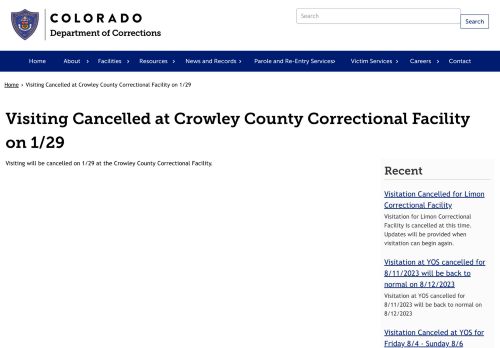 COLORADO
Department of Corrections
Search
Search
Home
About
Facilities
Resources
News and Records
Parole and Re-Entry Services
Victim Services
Careers
Contact
Home › Visiting Cancelled at Crowley County Correctional Facility on 1/29
Visiting Cancelled at Crowley County Correctional Facility
on 1/29
Visiting will be cancelled on 1/29 at the Crowley County Correctional Facility.
Recent
Visitation Cancelled for Limon
Correctional Facility
Visitation for Limon Correctional
Facility is cancelled at this time.
Updates will be provided when
visitation can begin again.
Visitation at YOS cancelled for
8/11/2023 will be back to
normal on 8/12/2023
Visitation at YOS cancelled for
8/11/2023 will be back to normal on
8/12/2023
Visitation Canceled at YOS for
Friday 8/4 - Sunday 8/6